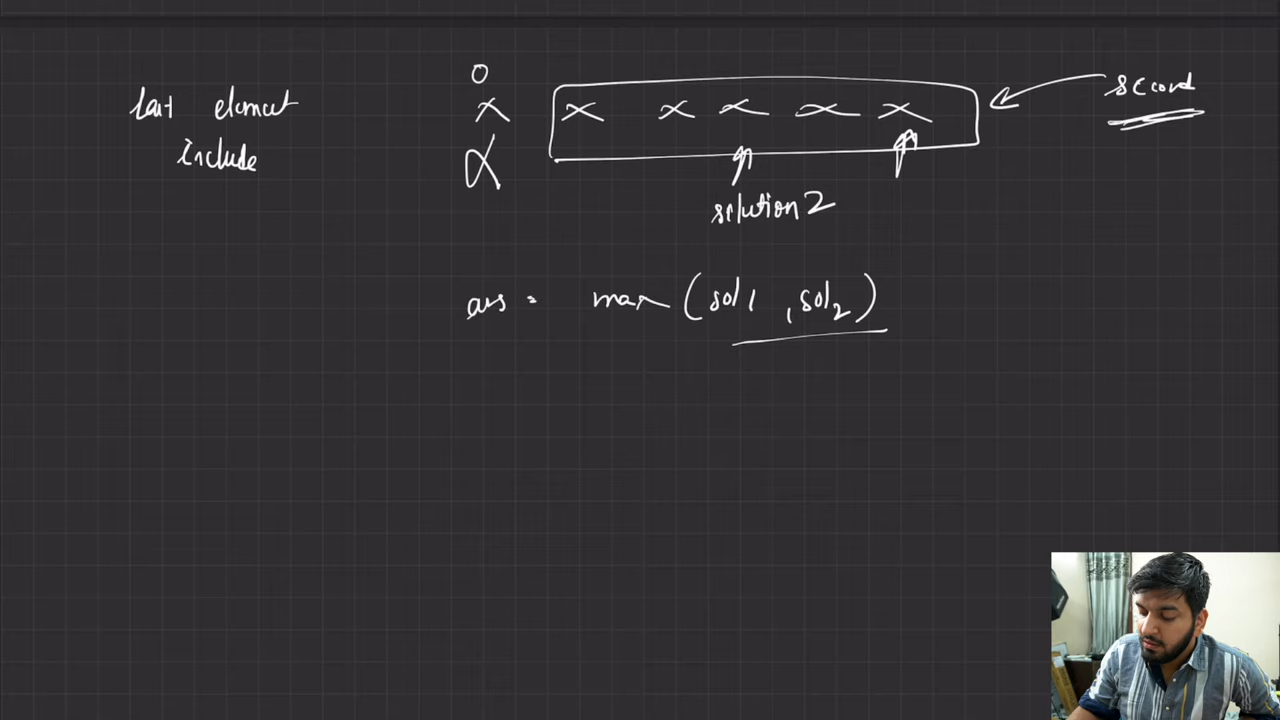 0
last element
include
x x x x x x
second
solution 2
ans = max (sol1 , sol2)